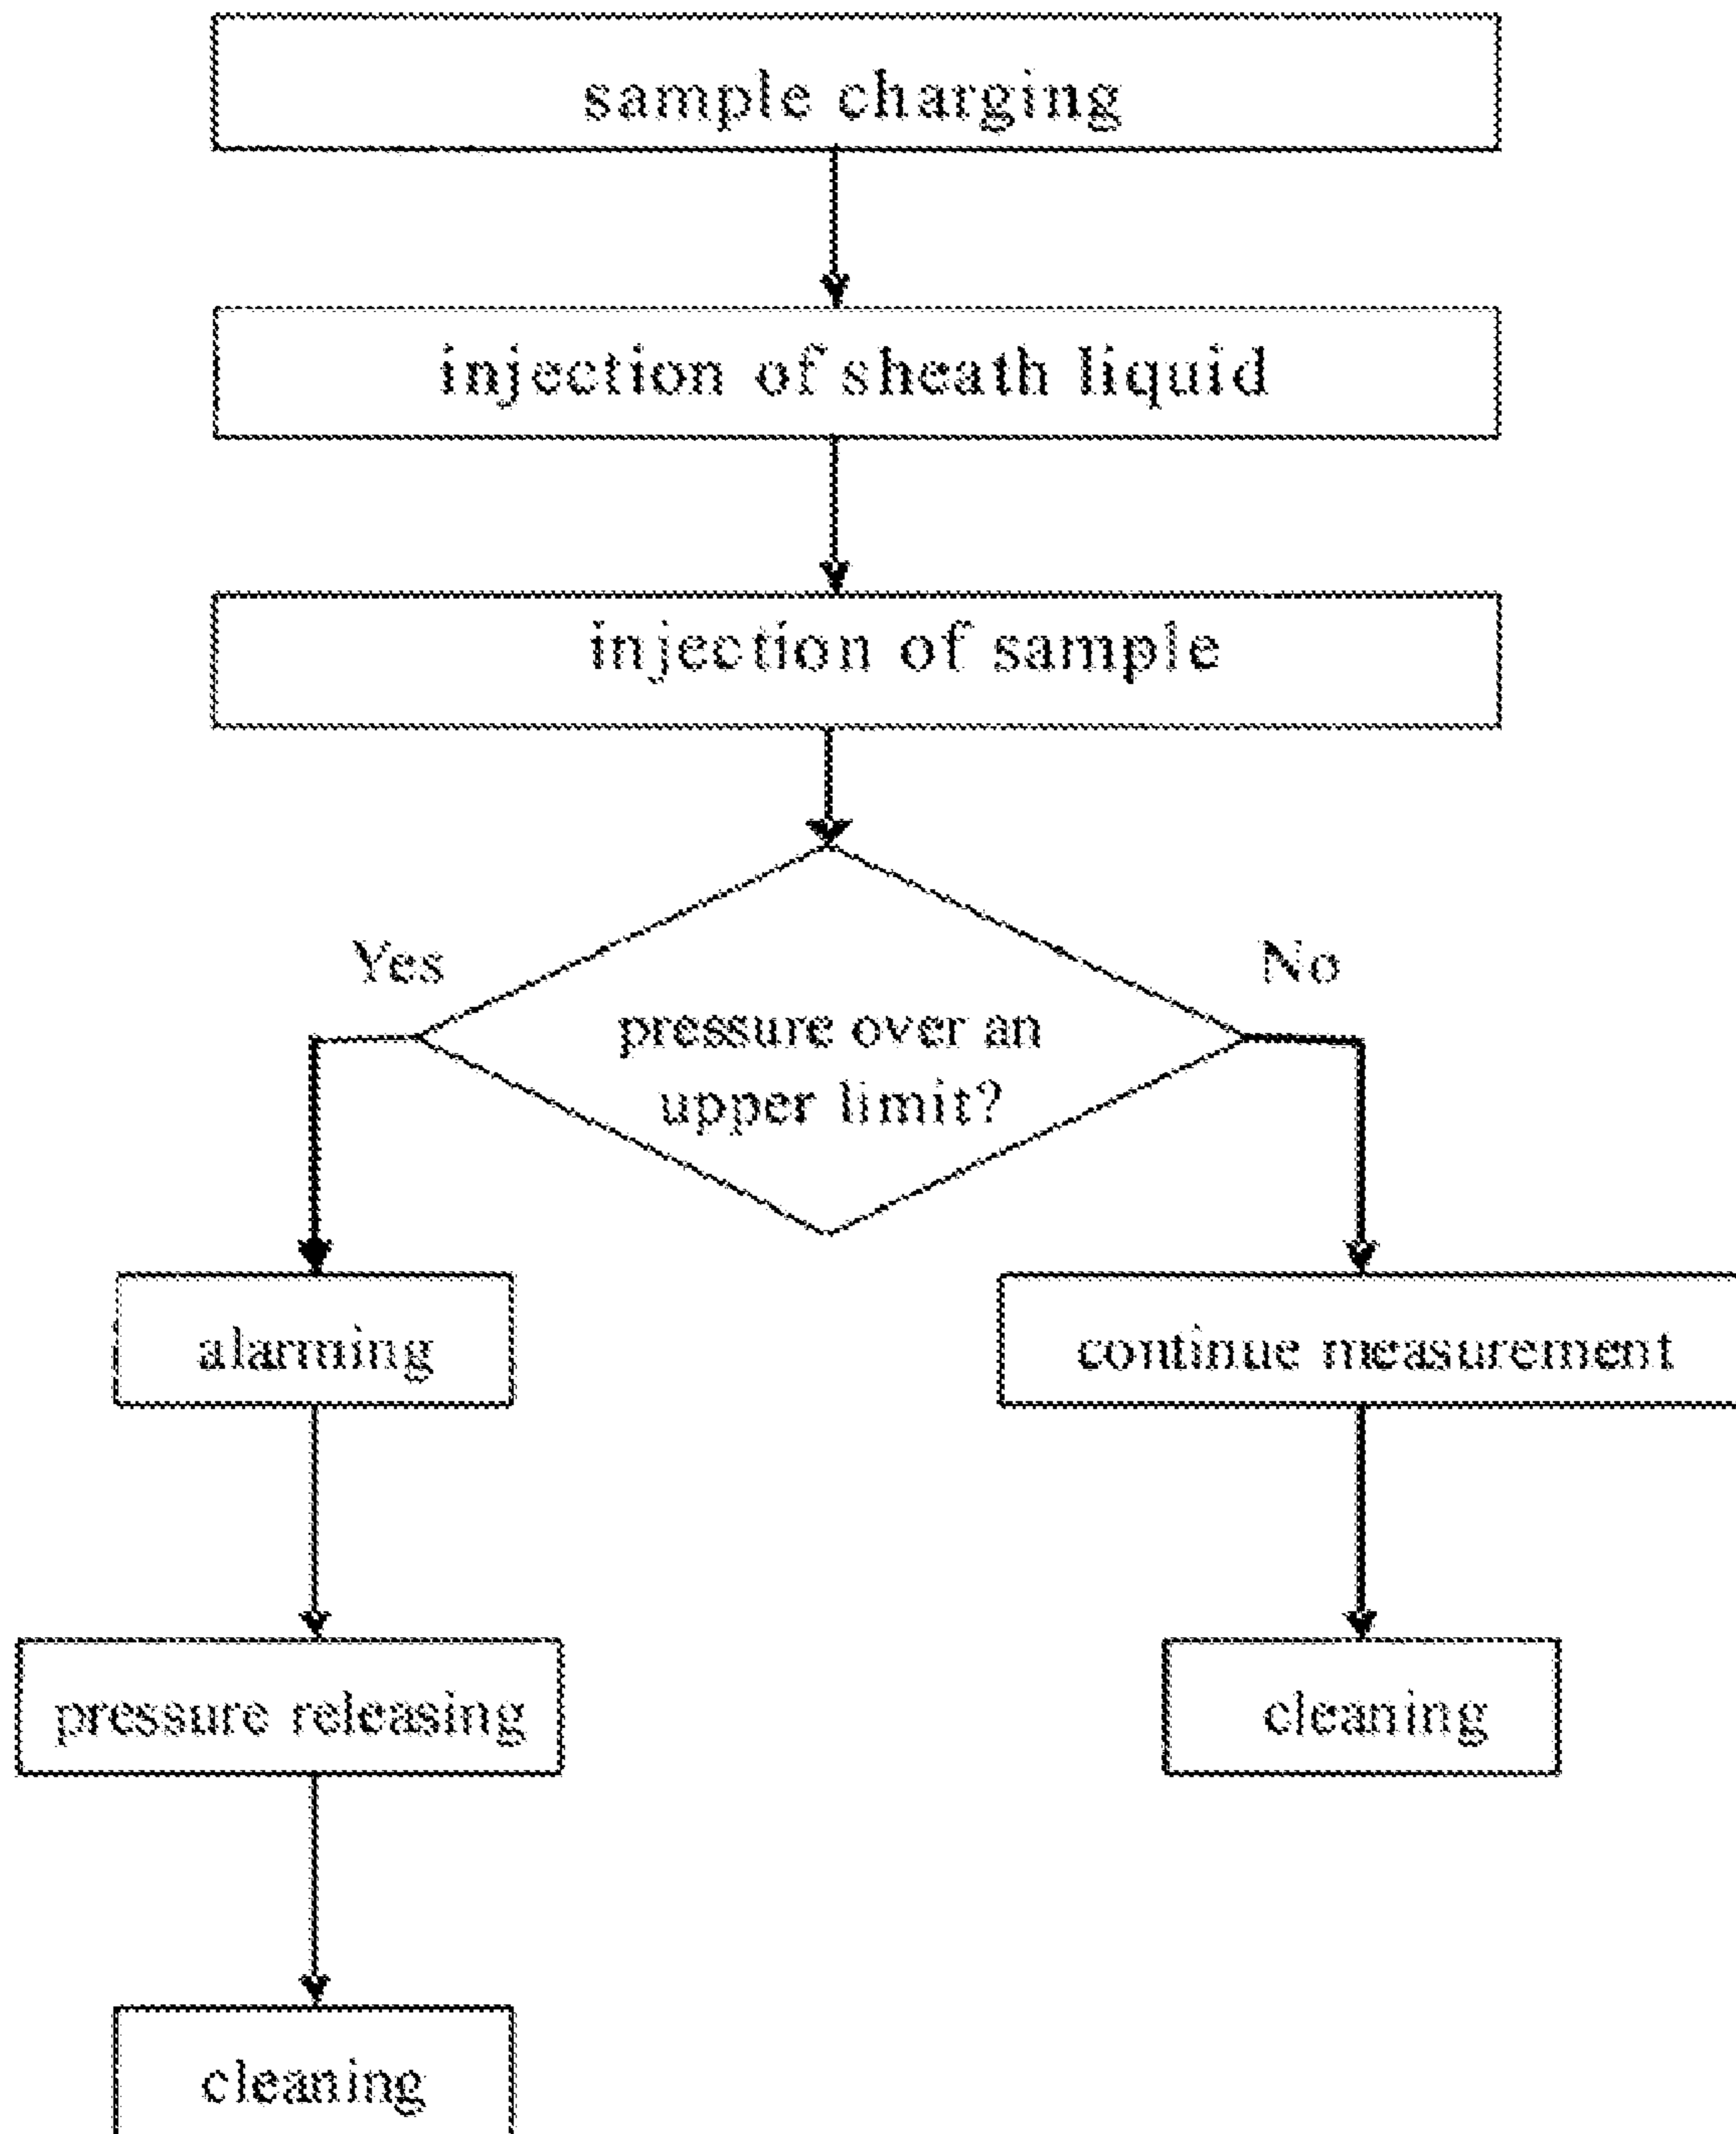 sample charging
injection of sheath liquid
injection of sample
Yes
No
pressure over an
upper limit?
alarming
continue measurement
pressure releasing
cleaning
cleaning